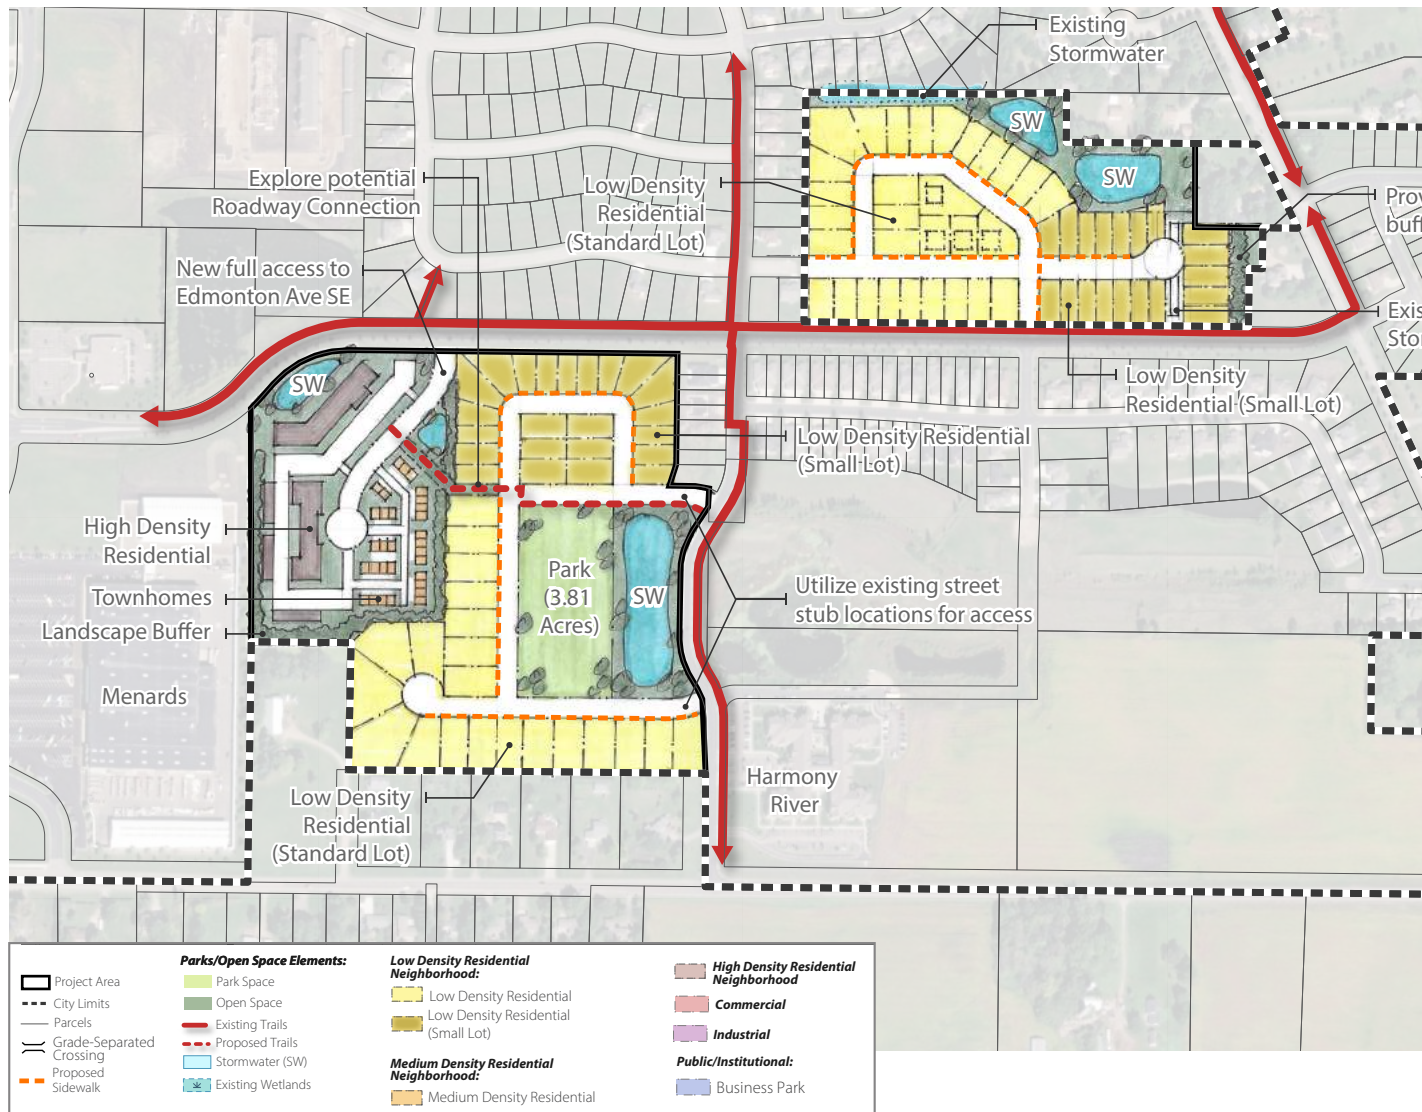 Existing
Stormwater
SW
SW
Explore potential
Roadway Connection
Low Density
Residential
(Standard Lot)
Prov
buff
New full access to
Edmonton Ave SE
Exis
Stor
SW
Low Density
Residential (Small Lot)
Low Density Residential
(Small Lot)
High Density
Residential
Park
(3.81
Acres)
SW
Utilize existing street
stub locations for access
Townhomes
Landscape Buffer
Menards
Harmony
River
Low Density
Residential
(Standard Lot)
Project Area
City Limits
Parcels
Grade-Separated
Crossing
Proposed
Sidewalk
Parks/Open Space Elements:
Park Space
Open Space
Existing Trails
Proposed Trails
Stormwater (SW)
Existing Wetlands
Low Density Residential
Neighborhood:
Low Density Residential
Low Density Residential
(Small Lot)
Medium Density Residential
Neighborhood:
Medium Density Residential
High Density Residential
Neighborhood
Commercial
Industrial
Public/Institutional:
Business Park